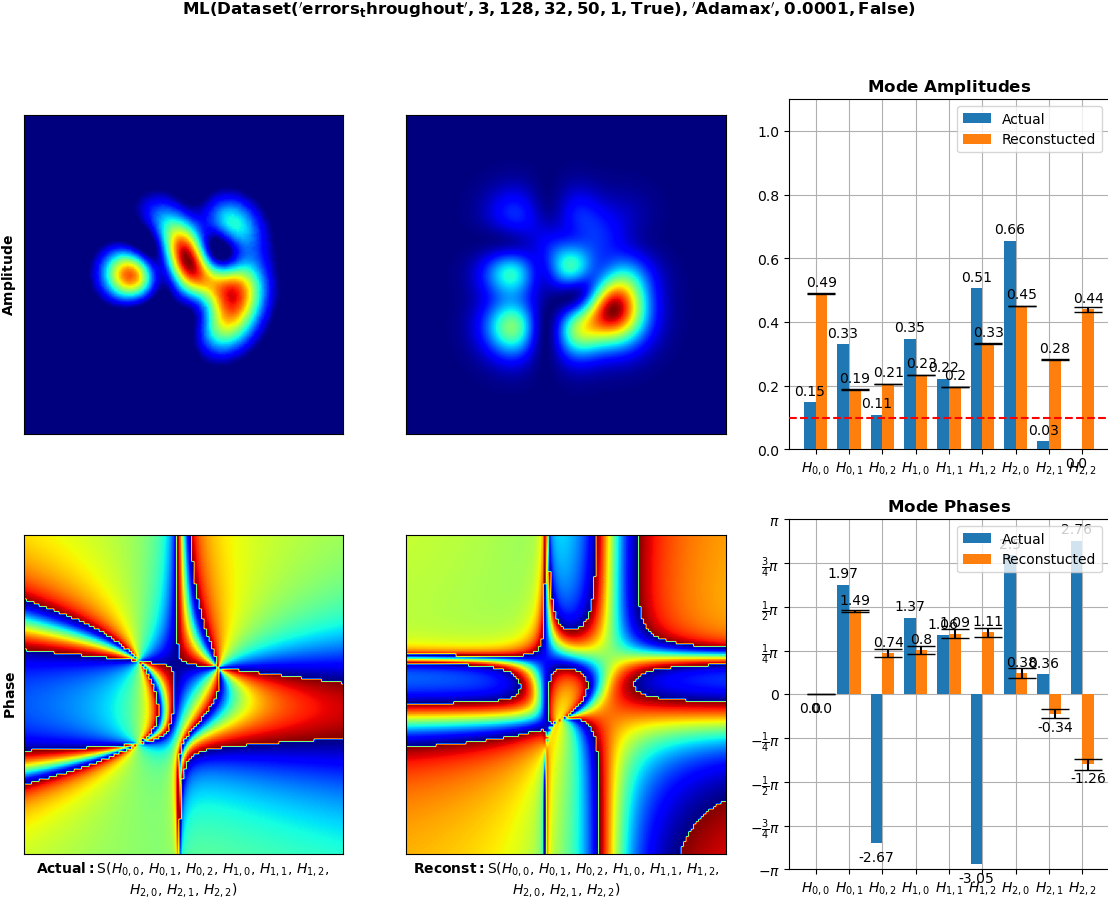 ML(Dataset('errors_throughout', 3, 128, 32, 50, 1, True), 'Adamax', 0.0001, False)
Amplitude
Mode Amplitudes
Actual
Reconstucted
1.0
0.8
0.6
0.4
0.2
0.0
0.15 0.33 0.11 0.35 0.22 0.51 0.66 0.03 0.0
0.49 0.19 0.21 0.23 0.2 0.33 0.45 0.28 0.44
H0,0 H0,1 H0,2 H1,0 H1,1 H1,2 H2,0 H2,1 H2,2
Phase
Actual: S(H0,0, H0,1, H0,2, H1,0, H1,1, H1,2,
H2,0, H2,1, H2,2)
Reconst: S(H0,0, H0,1, H0,2, H1,0, H1,1, H1,2,
H2,0, H2,1, H2,2)
Mode Phases
Actual
Reconstucted
π
3/4π
1/2π
1/4π
0
−1/4π
−1/2π
−3/4π
−π
0.0 1.97 -2.67 1.37 -3.05 0.36 2.76
0.0 1.49 0.74 0.8 1.09 1.11 0.38 -0.34 -1.26
H0,0 H0,1 H0,2 H1,0 H1,1 H1,2 H2,0 H2,1 H2,2